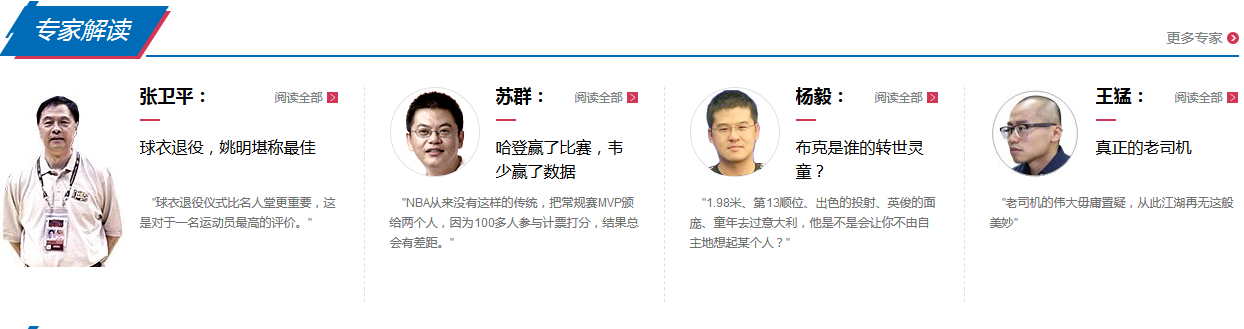 专家解读
更多专家
张卫平：
阅读全部
球衣退役，姚明堪称最佳
"球衣退役仪式比名人堂更重要，这
是对于一名运动员最高的评价。"
苏群：
阅读全部
哈登赢了比赛，韦
少赢了数据
"NBA从来没有这样的传统，把常规赛MVP颁
给两个人，因为100多人参与计票打分，结果总
会有差距。"
杨毅：
阅读全部
布克是谁的转世灵
童？
"1.98米、第13顺位、出色的投射、英俊的面
庞、童年去过意大利，他是不是会让你不由自
主地想起某个人？"
王猛：
阅读全部
真正的老司机
"老司机的伟大毋庸置疑，从此江湖再无这般
美妙"